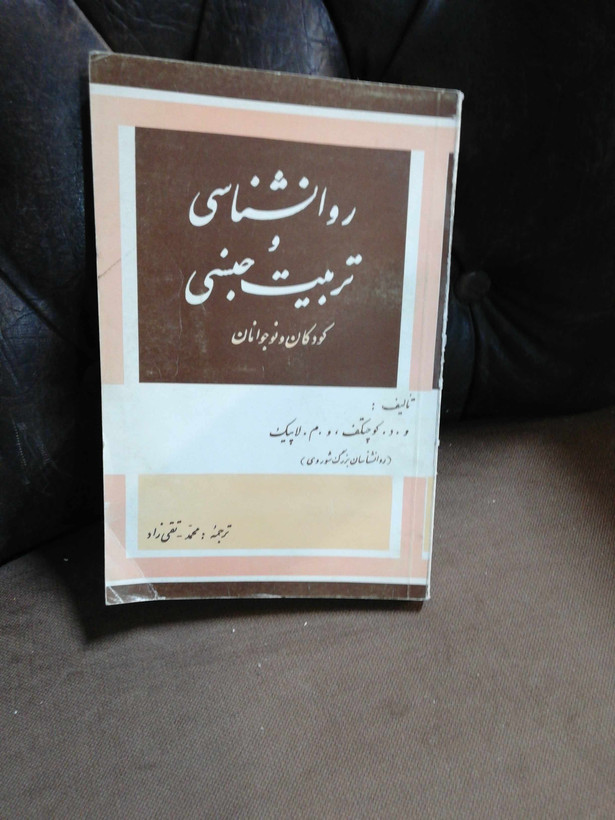 روانشناسی
و
تربیت جنسی
کودکان و نوجوانان
تألیف :
و . د . کوچتکف ، و . م . لاپیک
(روانشناسان بزرگ شوروی)
ترجمهٔ : محمد - تقی زاد